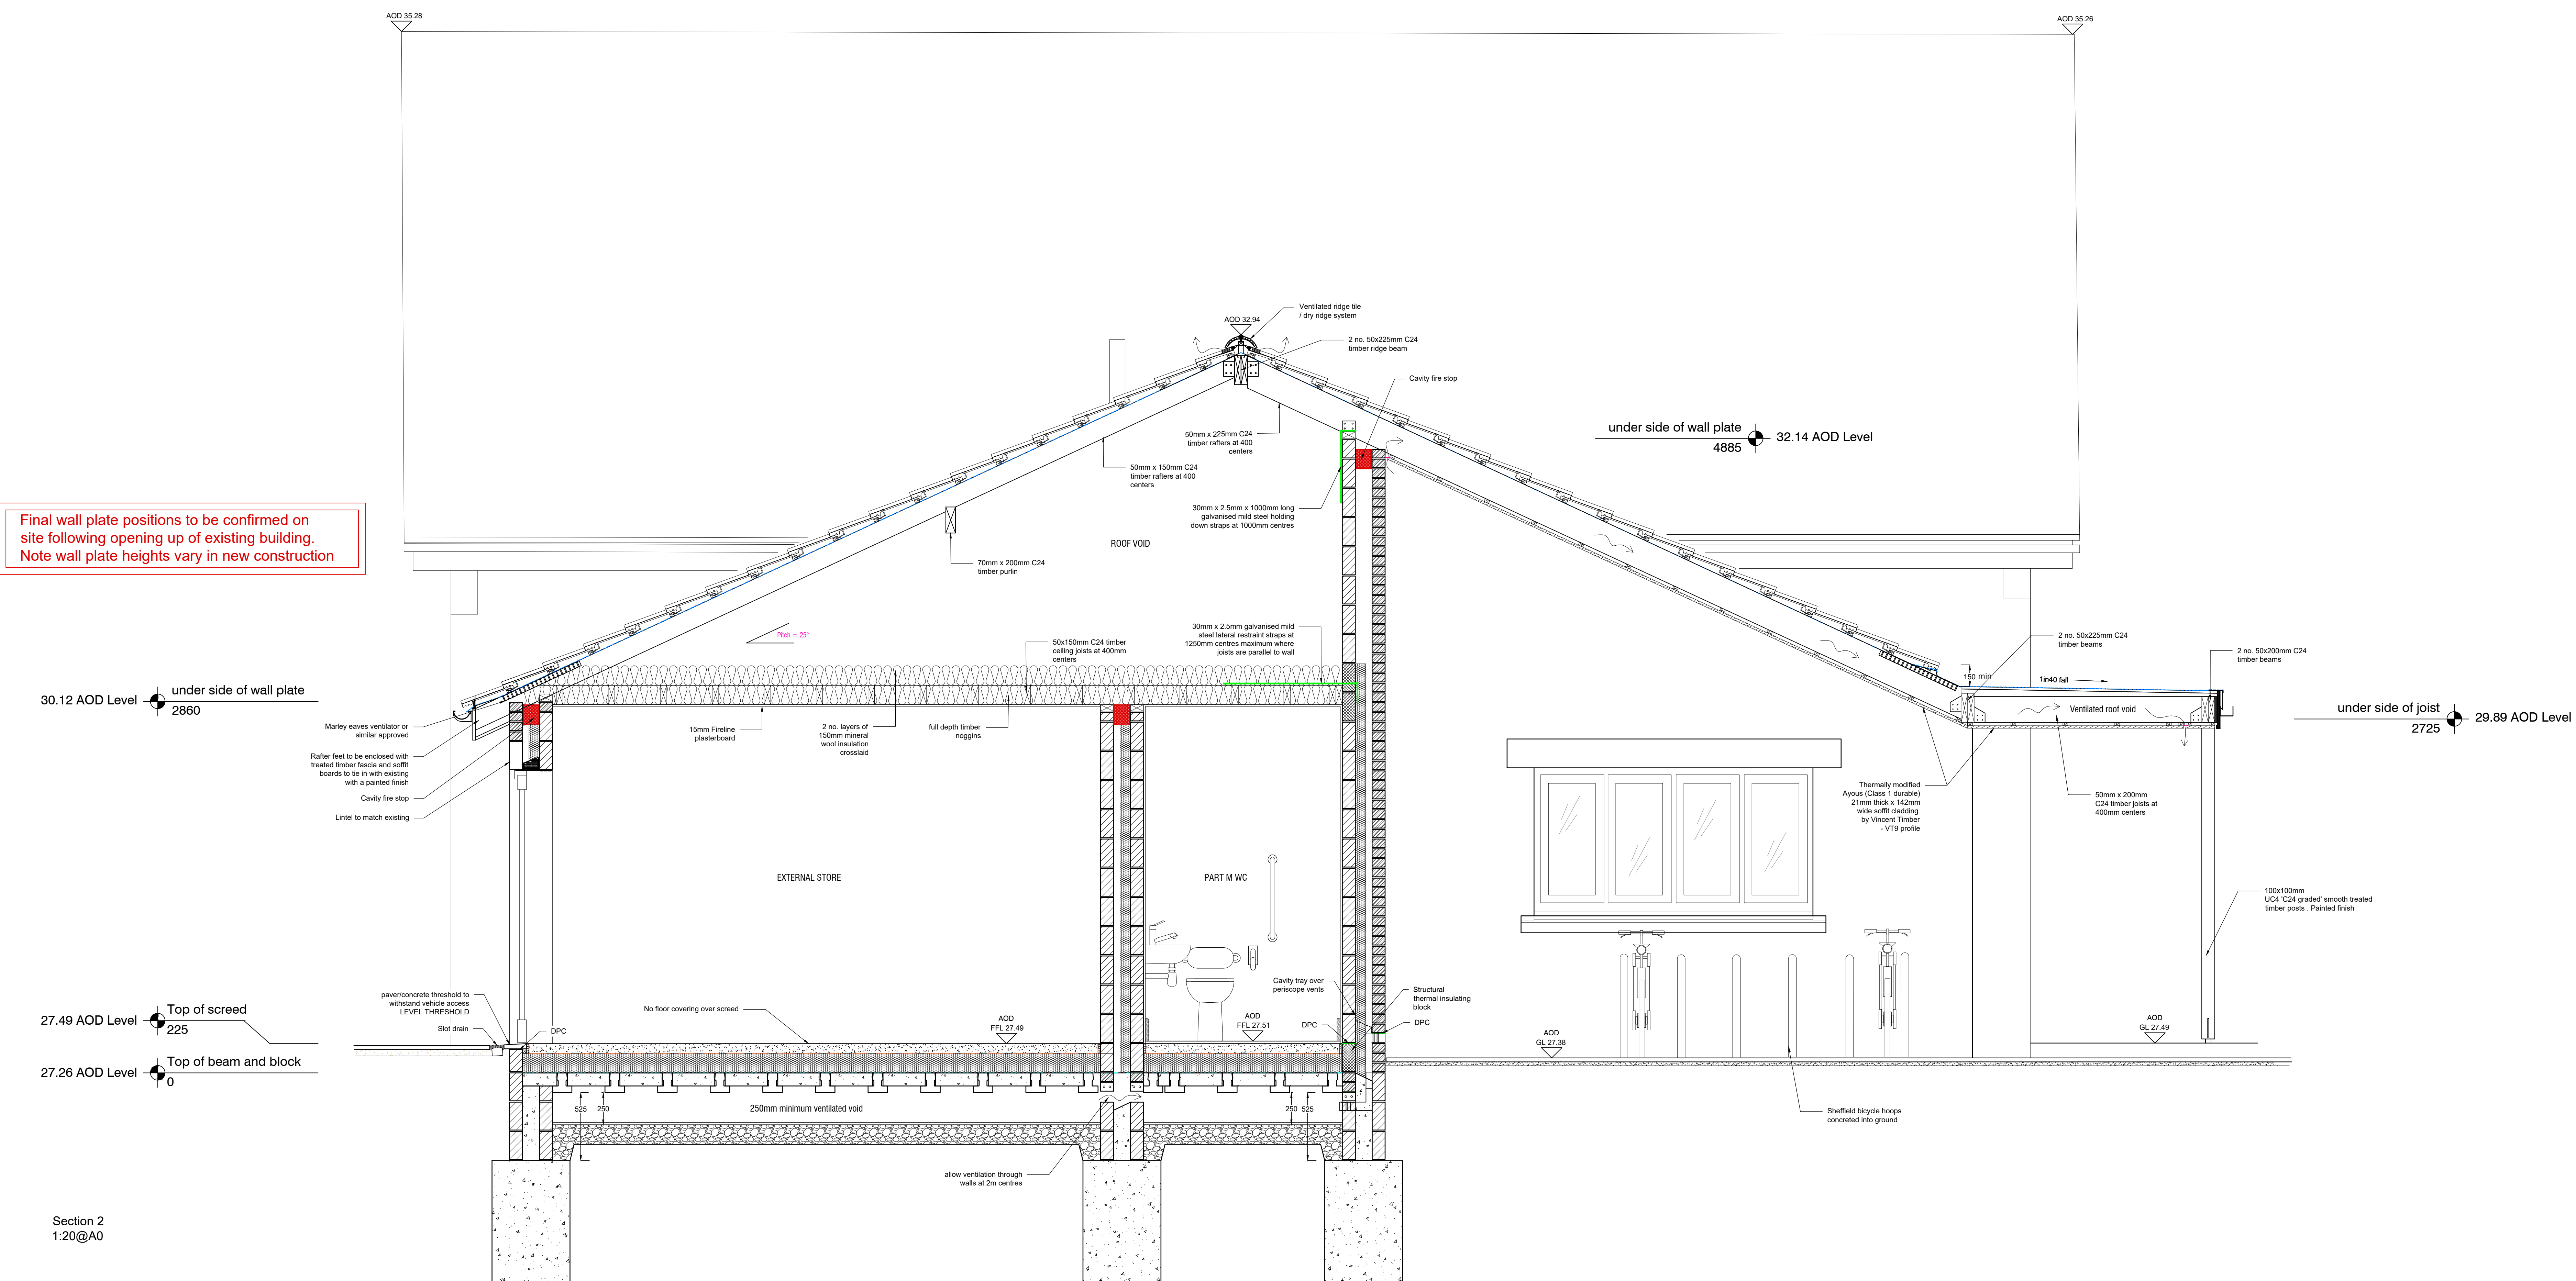 AOD 35.28
AOD 35.26
Ventilated ridge tile
/ dry ridge system
AOD 32.94
2 no. 50x225mm C24
timber ridge beam
Cavity fire stop
50mm x 225mm C24
timber rafters at 400
centers
under side of wall plate
4885
32.14 AOD Level
50mm x 150mm C24
timber rafters at 400
centers
30mm x 2.5mm x 1000mm long
galvanised mild steel holding
down straps at 1000mm centres
Final wall plate positions to be confirmed on
site following opening up of existing building.
Note wall plate heights vary in new construction
ROOF VOID
70mm x 200mm C24
timber purlin
Pitch = 25°
50x150mm C24 timber
ceiling joists at 400mm
centers
30mm x 2.5mm galvanised mild
steel lateral restraint straps at
1250mm centres maximum where
joists are parallel to wall
2 no. 50x225mm C24
timber beams
2 no. 50x200mm C24
timber beams
150 min
1in40 fall
30.12 AOD Level
under side of wall plate
2860
Ventilated roof void
under side of joist
2725
29.89 AOD Level
Marley eaves ventilator or
similar approved
15mm Fireline
plasterboard
2 no. layers of
150mm mineral
wool insulation
crosslaid
full depth timber
noggins
Rafter feet to be enclosed with
treated timber fascia and soffit
boards to tie in with existing
with a painted finish
Cavity fire stop
Lintel to match existing
Thermally modified
Ayous (Class 1 durable)
21mm thick x 142mm
wide soffit cladding.
by Vincent Timber
- VT9 profile
50mm x 200mm
C24 timber joists at
400mm centers
EXTERNAL STORE
PART M WC
100x100mm
UC4 'C24 graded' smooth treated
timber posts . Painted finish
paver/concrete threshold to
withstand vehicle access
LEVEL THRESHOLD
Slot drain
DPC
No floor covering over screed
Cavity tray over
periscope vents
Structural
thermal insulating
block
DPC
DPC
27.49 AOD Level
Top of screed
225
AOD
FFL 27.49
AOD
FFL 27.51
AOD
GL 27.38
AOD
GL 27.49
27.26 AOD Level
Top of beam and block
0
525
250
250mm minimum ventilated void
250
525
Sheffield bicycle hoops
concreted into ground
allow ventilation through
walls at 2m centres
Section 2
1:20@A0